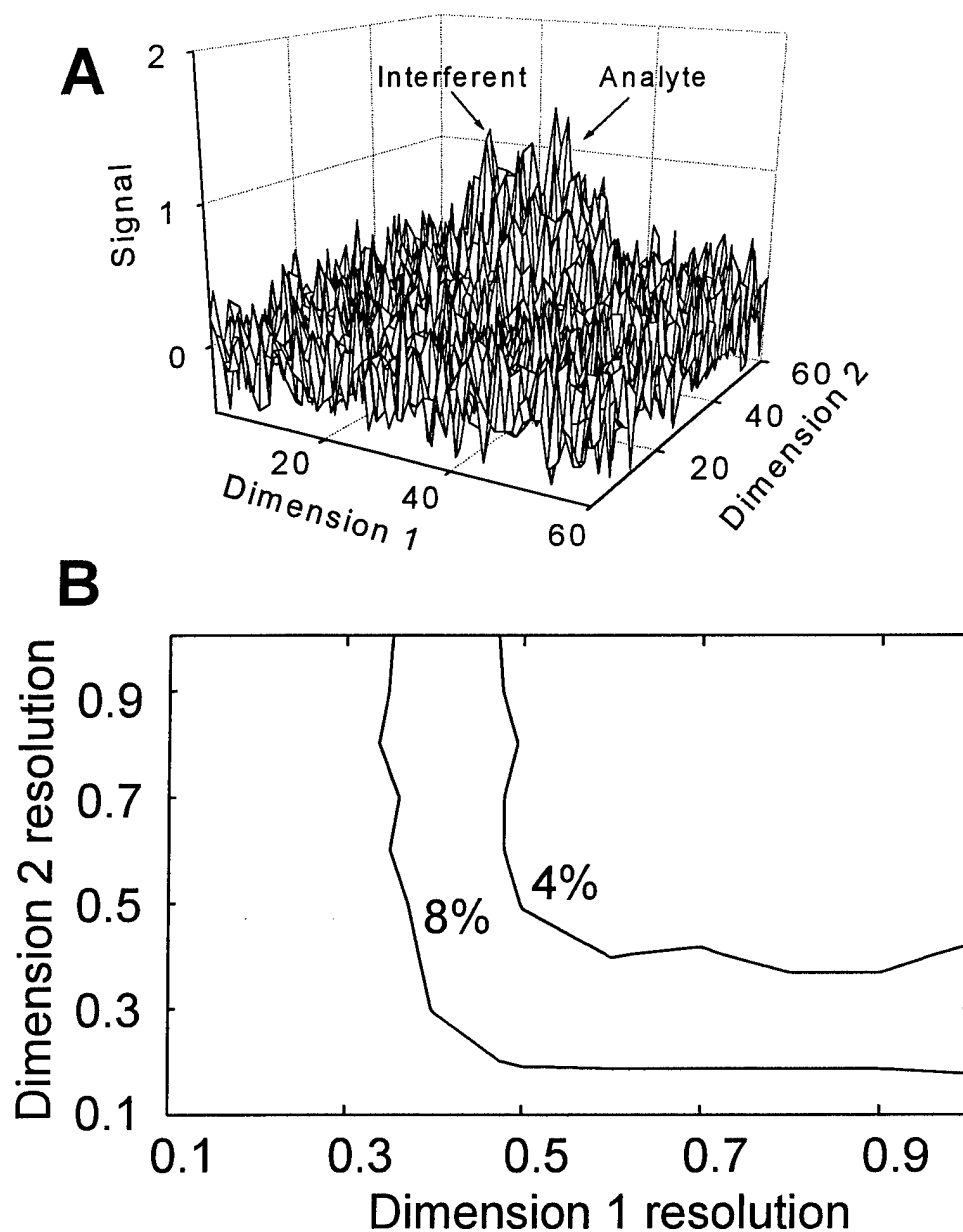 A
2
Interferent
Analyte
1
Signal
0
20
40
60
Dimension 1
20
40
60
Dimension 2
B
0.9
0.7
0.5
0.3
0.1
Dimension 2 resolution
4%
8%
0.1
0.3
0.5
0.7
0.9
Dimension 1 resolution